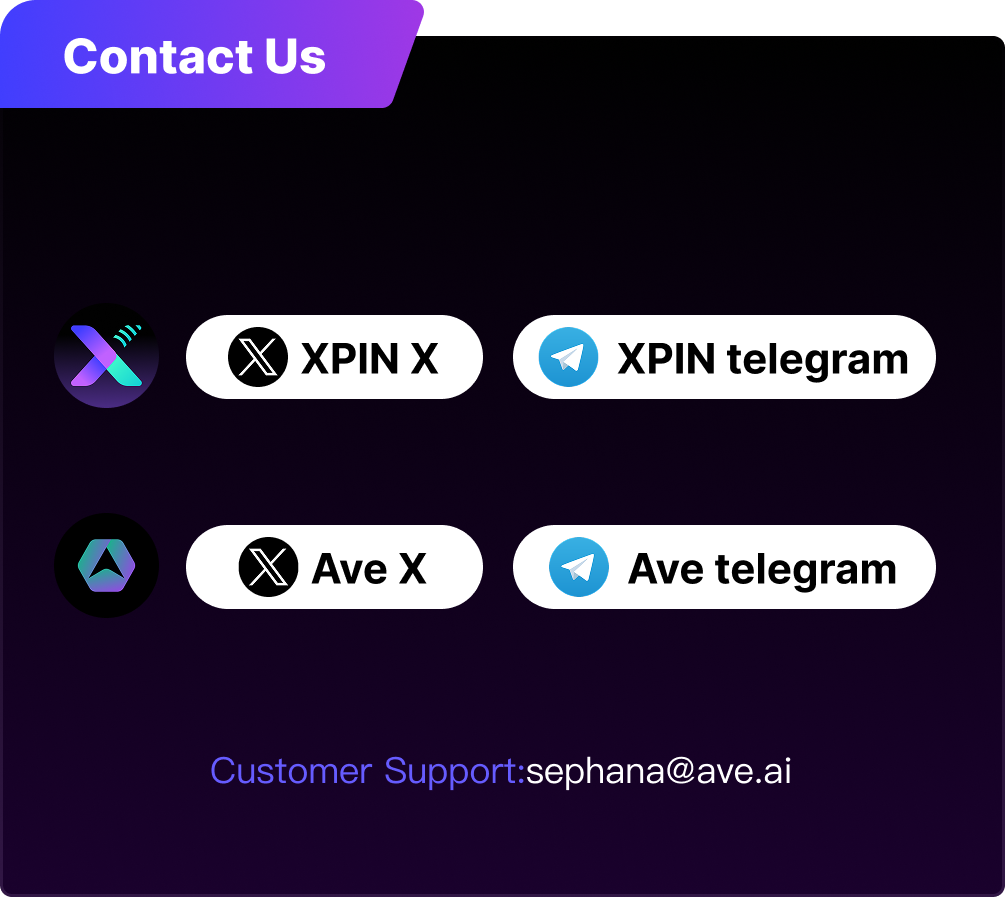 Contact Us
XPIN X
XPIN telegram
Ave X
Ave telegram
Customer Support:sephana@ave.ai